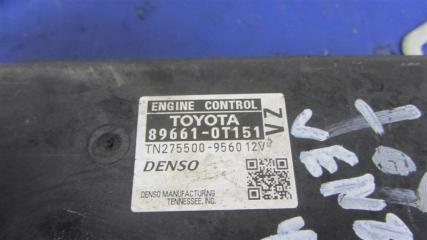 ENGINE CONTROL
TOYOTA
89661-0T151
VZ
TN275500-9560 12V
DENSO
DENSO MANUFACTURING
TENNESSEE, INC.